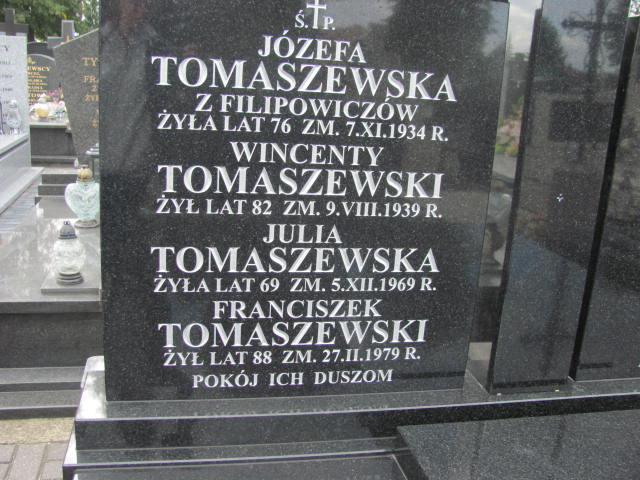 Ś. P.
JÓZEFA
TOMASZEWSKA
Z FILIPOWICZÓW
ŻYŁA LAT 76 ZM. 7.XI.1934 R.
WINCENTY
TOMASZEWSKI
ŻYŁ LAT 82 ZM. 9.VIII.1939 R.
JULIA
TOMASZEWSKA
ŻYŁA LAT 69 ZM. 5.XII.1969 R.
FRANCISZEK
TOMASZEWSKI
ŻYŁ LAT 88 ZM. 27.II.1979 R.
POKÓJ ICH DUSZOM